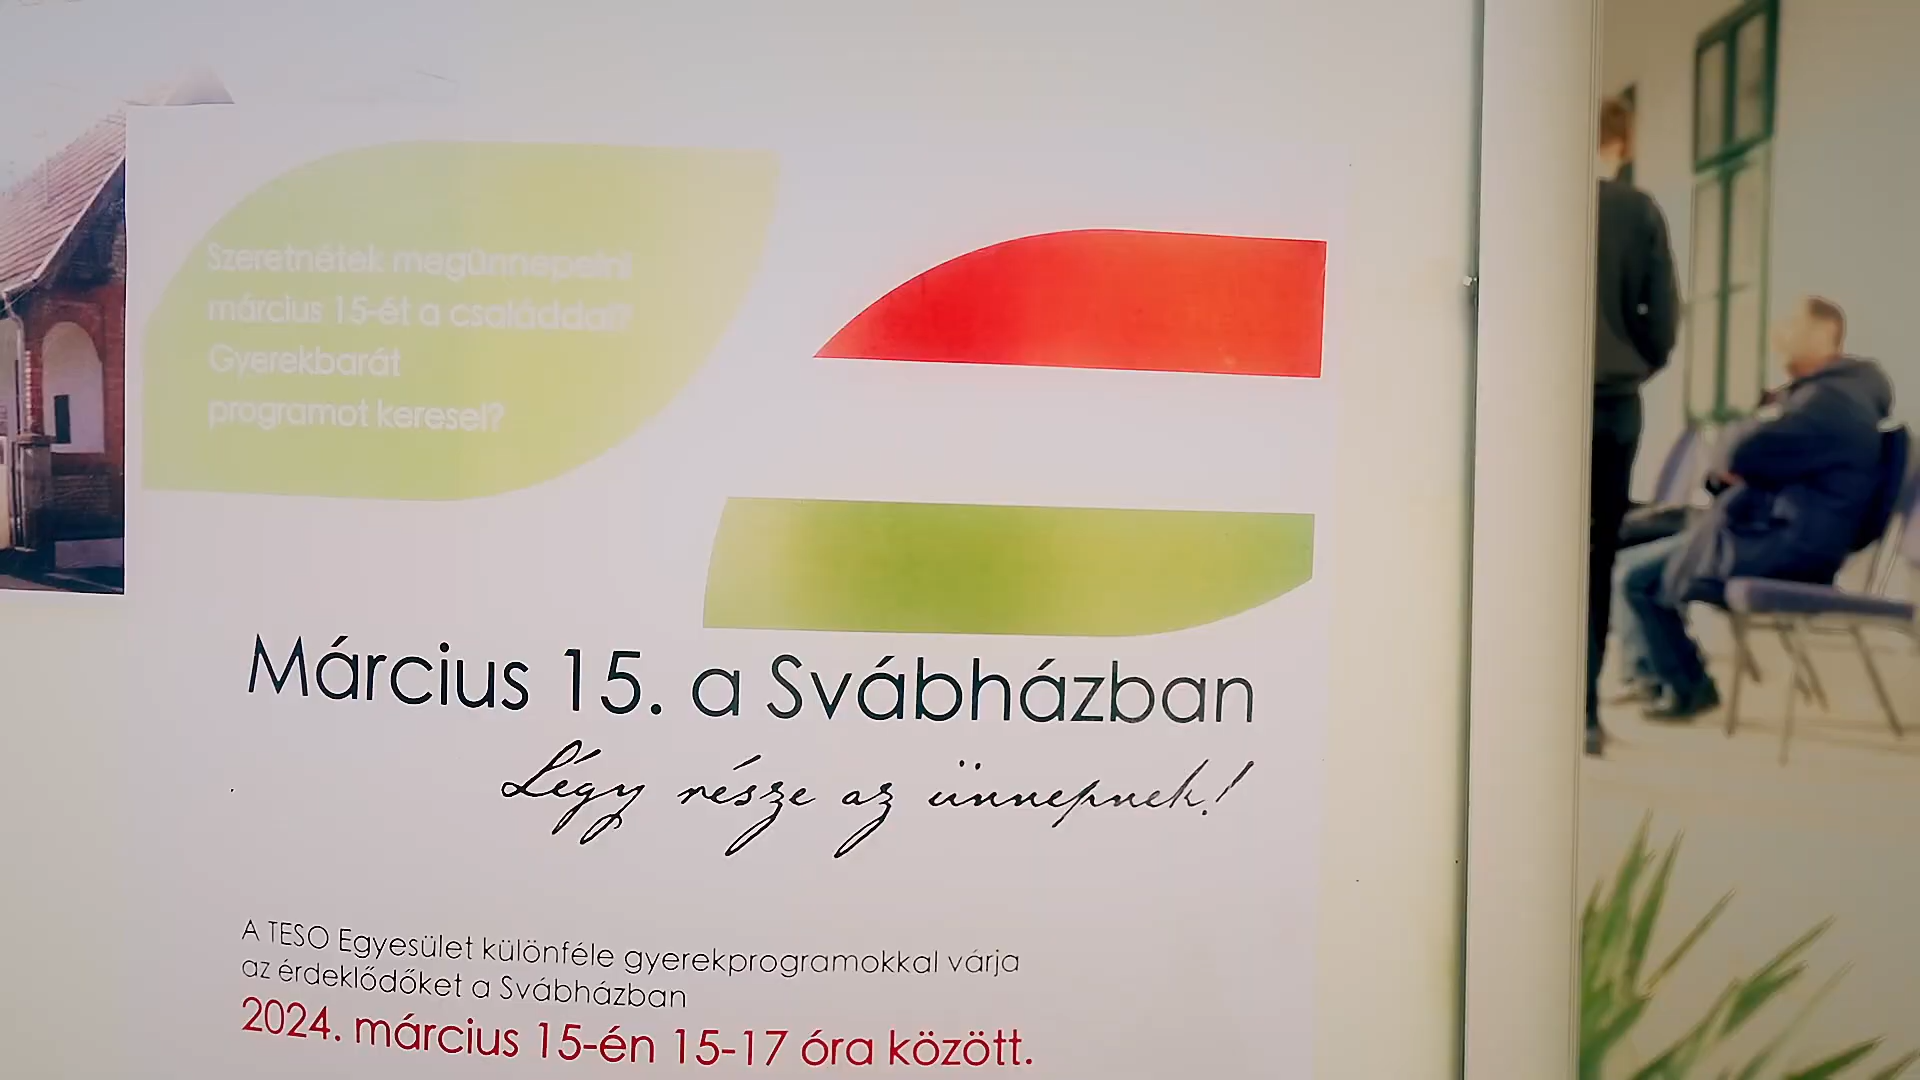 Szeretnétek megünnepelni
március 15-ét a családdal?
Gyerekbarát
programot keresel?
Március 15. a Svábházban
Légy része az ünnepnek!
A TESO Egyesület különféle gyerekprogramokkal várja
az érdeklődőket a Svábházban
2024. március 15-én 15-17 óra között.